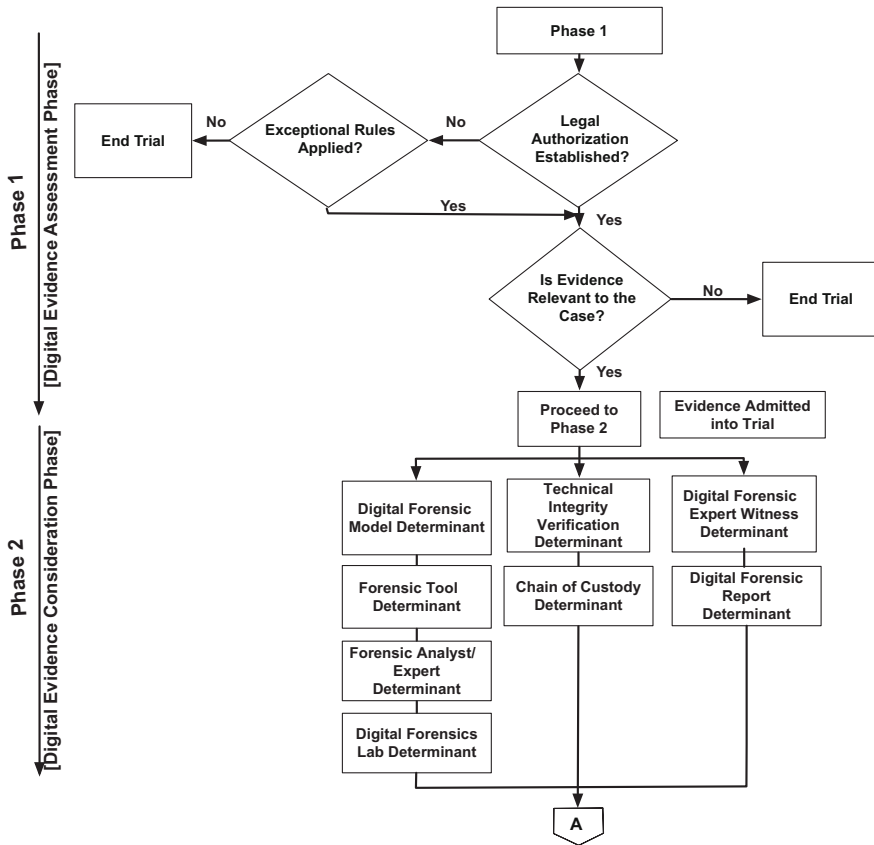 Phase 1
Legal
Authorization
Established?
No
Exceptional Rules
Applied?
No
End Trial
Yes
Yes
Is Evidence
Relevant to the
Case?
No
End Trial
Yes
Phase 1
[Digital Evidence Assessment Phase]
Proceed to
Phase 2
Evidence Admitted
into Trial
Digital Forensic
Model Determinant
Technical
Integrity
Verification
Determinant
Digital Forensic
Expert Witness
Determinant
Forensic Tool
Determinant
Chain of Custody
Determinant
Digital Forensic
Report
Determinant
Forensic Analyst/
Expert
Determinant
Digital Forensics
Lab Determinant
Phase 2
[Digital Evidence Consideration Phase]
A